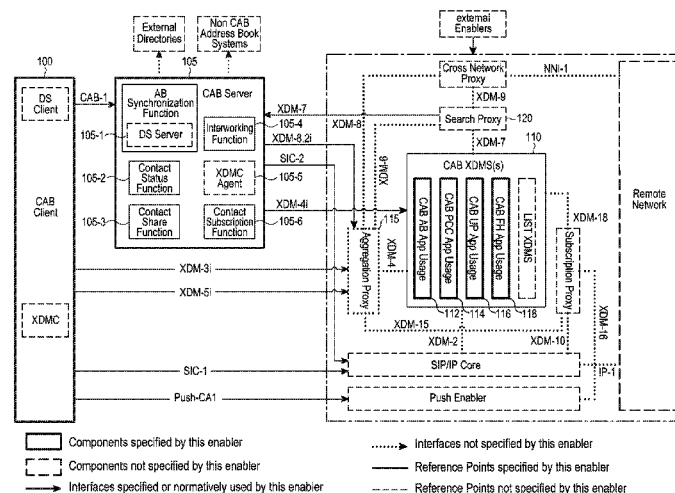 external
Enablers
External
Directories
Non CAB
Address Book
Systems
100
105
DS
Client
CAB-1
AB
Synchronization
Function
CAB Server
105-1
DS Server
Interworking
Function
105-4
105-2
Contact
Status
Function
XDMC
Agent
105-5
105-3
Contact
Share
Function
Contact
Subscription
Function
105-6
CAB
Client
XDMC
XDM-7
XDM-8.2i
SIC-2
XDM-4i
XDM-3i
XDM-5i
SIC-1
Push-CA1
Cross Network
Proxy
NNI-1
XDM-9
Search Proxy
120
XDM-8
XDM-6
XDM-7
110
CAB XDMS(s)
CAB AB App Usage
CAB PCC App Usage
CAB UP App Usage
CAB FH App Usage
LIST XDMS
112
114
116
118
115
Aggregation Proxy
XDM-4
XDM-18
Subscription
Proxy
Remote
Network
XDM-15
XDM-2
XDM-10
XDM-16
IP-1
SIP/IP Core
Push Enabler
Components specified by this enabler
Components not specified by this enabler
Interfaces specified or normatively used by this enabler
Interfaces not specified by this enabler
Reference Points specified by this enabler
Reference Points not specified by this enabler